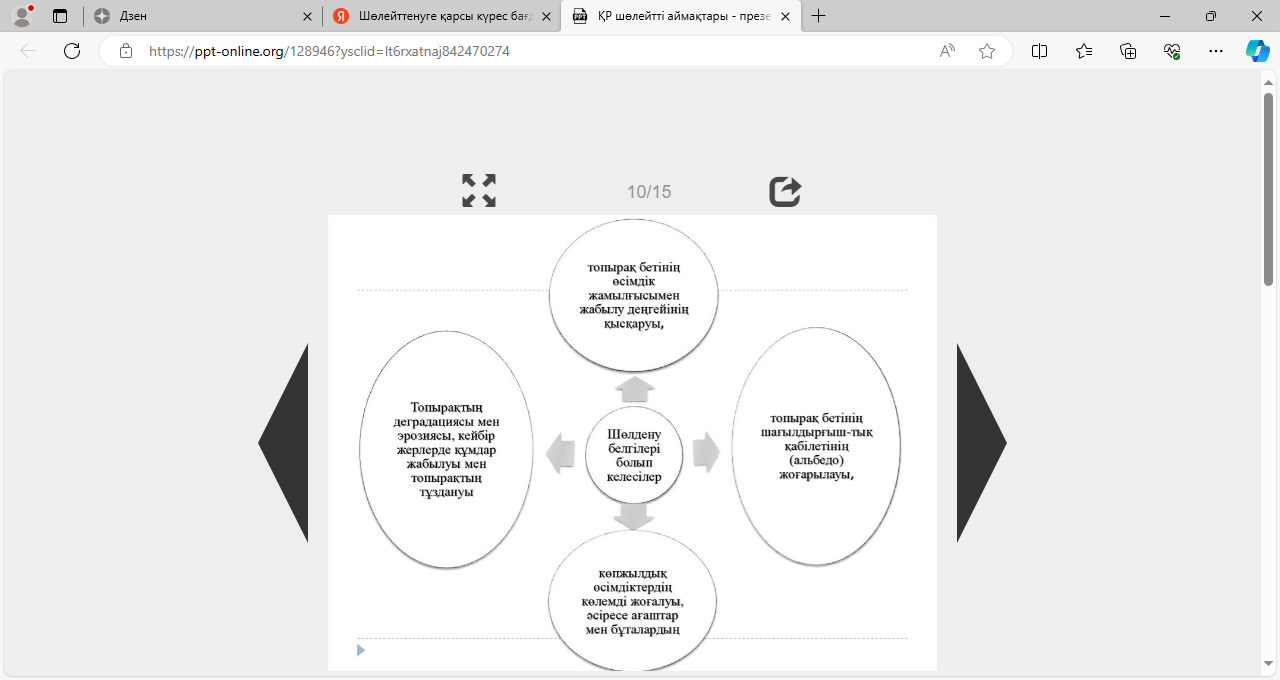 Дзен
Шөлейттенуге қарсы күрес бағд
ҚР шөлейтті аймақтары - презе
https://ppt-online.org/128946?ysclid=lt6rxatnaj842470274
10/15
топырақ бетінің
өсімдік
жамылғысымен
жабылу деңгейінің
қысқаруы,
Топырақтың
деградациясы мен
эрозиясы, кейбір
жерлерде құмдар
жабылуы мен
топырақтың
тұздануы
Шөлдену
белгілері
болып
келесілер
топырақ бетінің
шағылдырғыш-тық
қабілетінің
(альбедо)
жоғарылауы,
көпжылдық
өсімдіктердің
көлемді жоғалуы,
әсіресе ағаштар
мен бұталардың